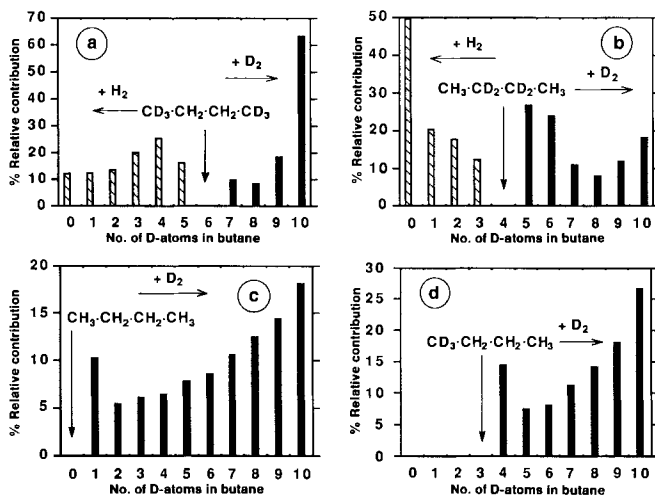 % Relative contribution
70
60
50
40
30
20
10
0
a
+ D2
+ H2
CD3·CH2·CH2·CD3
0 1 2 3 4 5 6 7 8 9 10
No. of D-atoms in butane
% Relative contribution
50
40
30
20
10
0
b
+ H2
CH3·CD2·CD2·CH3
+ D2
0 1 2 3 4 5 6 7 8 9 10
No. of D-atoms in butane
% Relative contribution
20
15
10
5
0
+ D2
c
CH3·CH2·CH2·CH3
0 1 2 3 4 5 6 7 8 9 10
No. of D-atoms in butane
% Relative contribution
30
25
20
15
10
5
0
d
CD3·CH2·CH2·CH3
+ D2
0 1 2 3 4 5 6 7 8 9 10
No. of D-atoms in butane